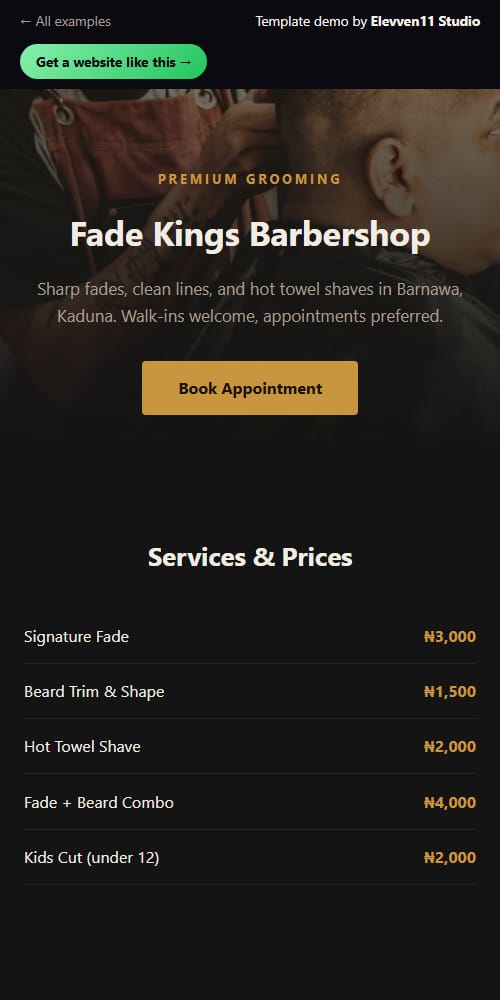 ← All examples
Template demo by Elevven11 Studio
Get a website like this →
PREMIUM GROOMING
Fade Kings Barbershop
Sharp fades, clean lines, and hot towel shaves in Barnawa,
Kaduna. Walk-ins welcome, appointments preferred.
Book Appointment
Services & Prices
Signature Fade ₦3,000
Beard Trim & Shape ₦1,500
Hot Towel Shave ₦2,000
Fade + Beard Combo ₦4,000
Kids Cut (under 12) ₦2,000